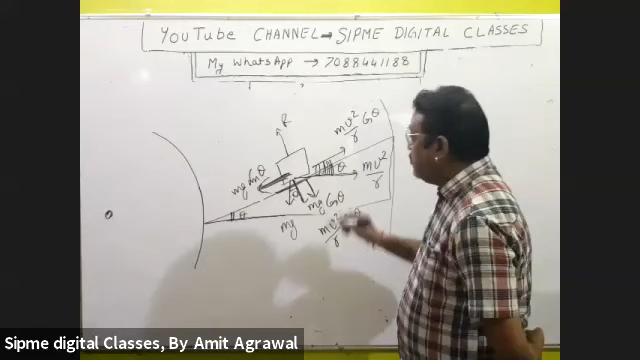 YouTube CHANNEL → SIPME DIGITAL CLASSES
My WhatsApp → 7088441188
R
mv²/r Cosθ
mg Sinθ
θ
mv²/r
mg Cosθ
θ
mg
mv²/r
Sipme digital Classes, By Amit Agrawal